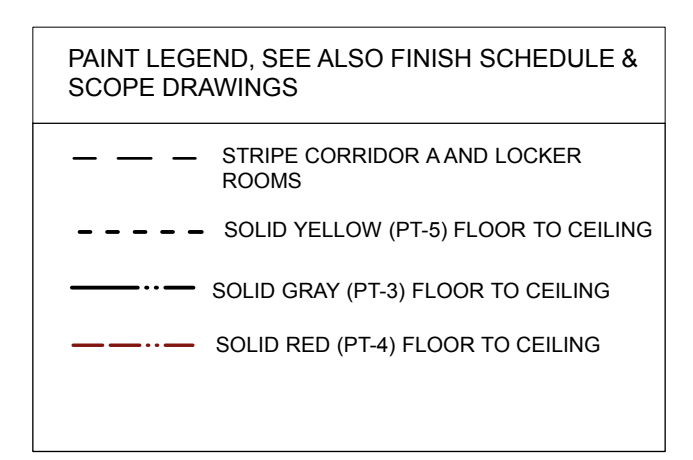 PAINT LEGEND, SEE ALSO FINISH SCHEDULE &
SCOPE DRAWINGS
STRIPE CORRIDOR A AND LOCKER
ROOMS
SOLID YELLOW (PT-5) FLOOR TO CEILING
SOLID GRAY (PT-3) FLOOR TO CEILING
SOLID RED (PT-4) FLOOR TO CEILING